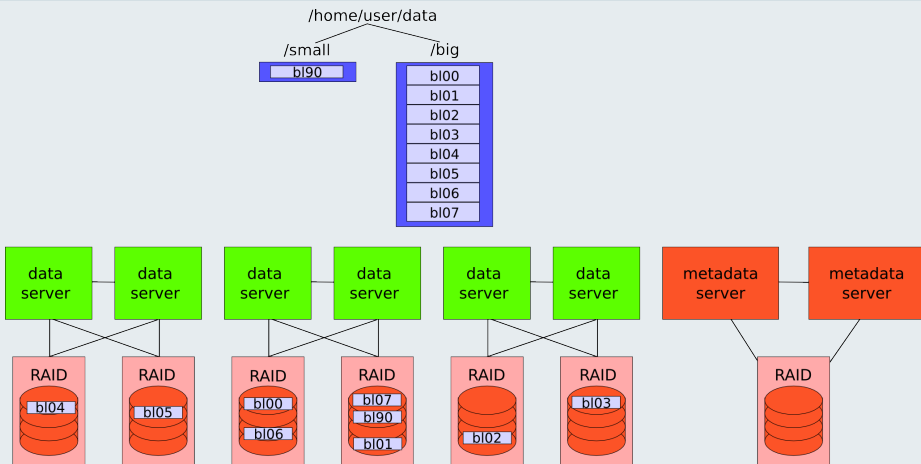 /home/user/data
/small
/big
bl90
bl00
bl01
bl02
bl03
bl04
bl05
bl06
bl07
data
server
data
server
data
server
data
server
data
server
data
server
metadata
server
metadata
server
RAID
bl04
RAID
bl05
RAID
bl00
bl06
RAID
bl07
bl90
bl01
RAID
bl02
RAID
bl03
RAID